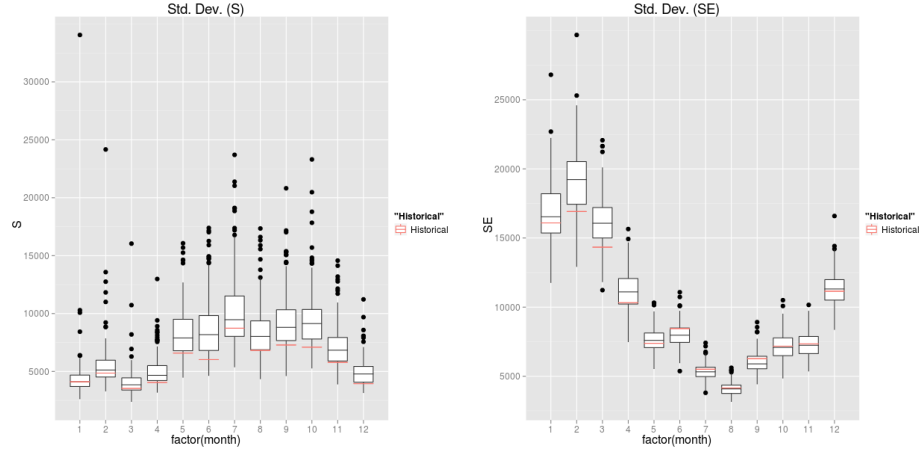 Std. Dev. (S)
S
30000
25000
20000
15000
10000
5000
1 2 3 4 5 6 7 8 9 10 11 12
factor(month)
"Historical"
Historical
Std. Dev. (SE)
SE
25000
20000
15000
10000
5000
1 2 3 4 5 6 7 8 9 10 11 12
factor(month)
"Historical"
Historical